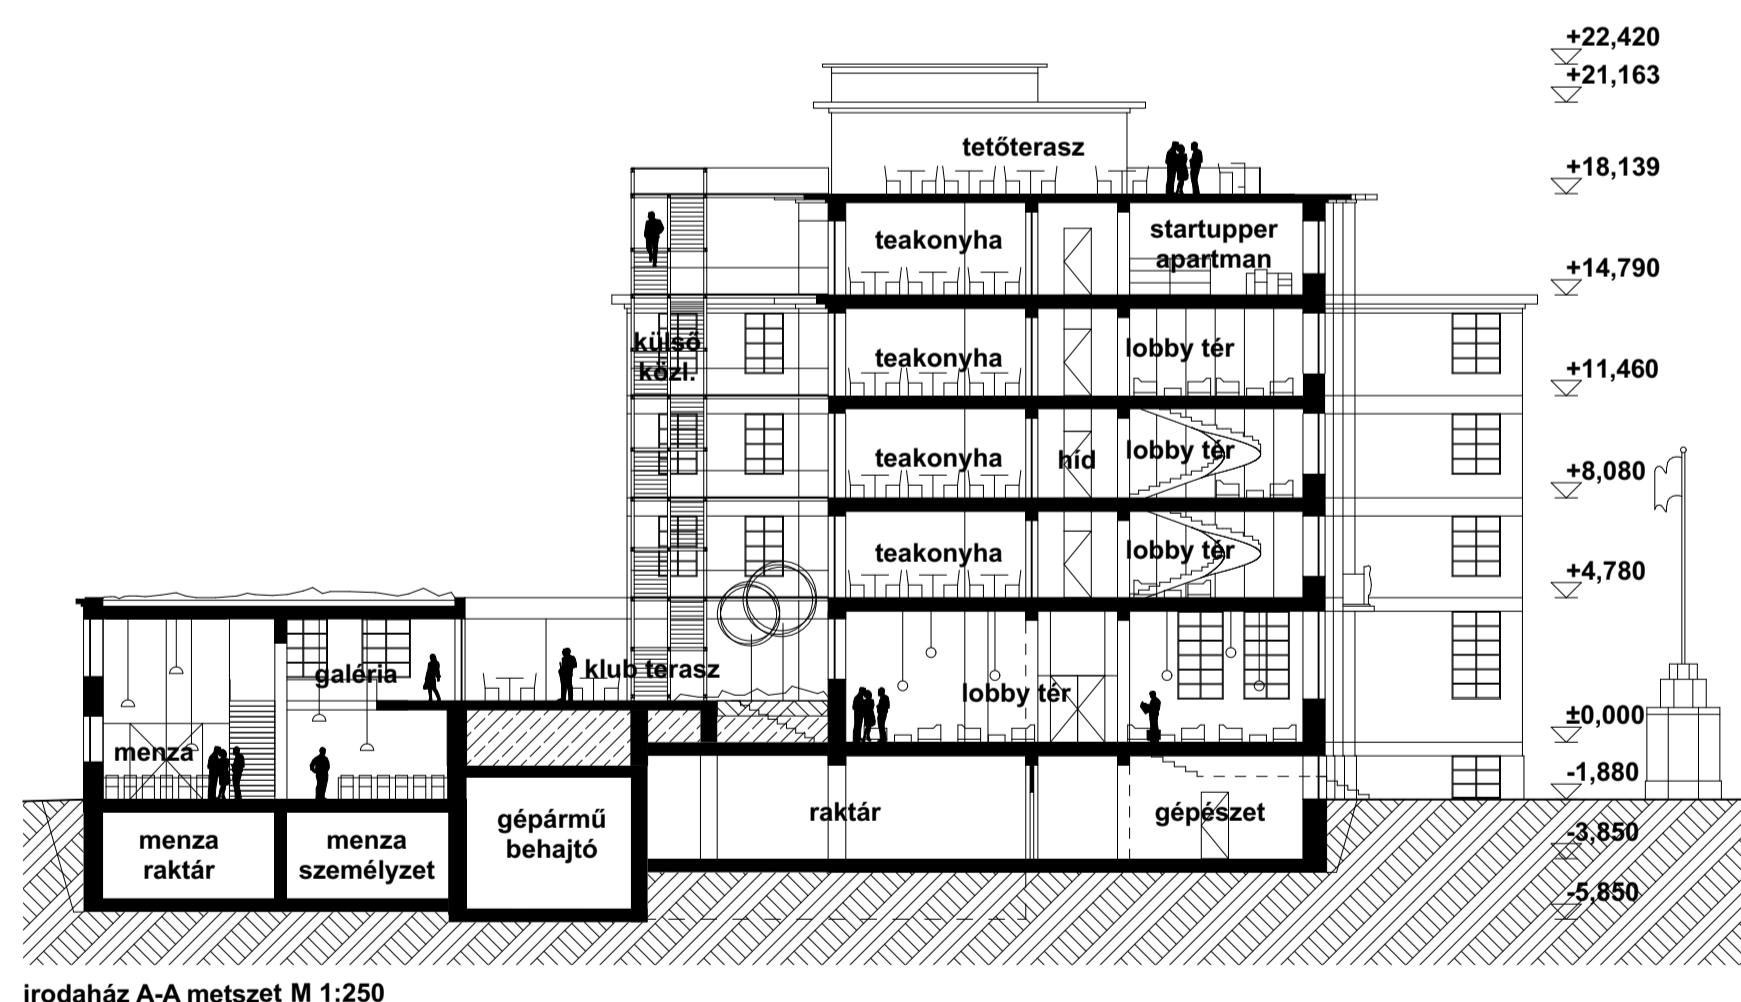 +22,420
+21,163
tetőterasz
+18,139
teakonyha
startupper
apartman
+14,790
külső
közl.
teakonyha
lobby tér
+11,460
teakonyha
híd
lobby tér
+8,080
teakonyha
lobby tér
+4,780
galéria
klub terasz
lobby tér
±0,000
menza
-1,880
menza
raktár
menza
személyzet
gépármű
behajtó
raktár
gépészet
-3,850
-5,850
irodaház A-A metszet M 1:250